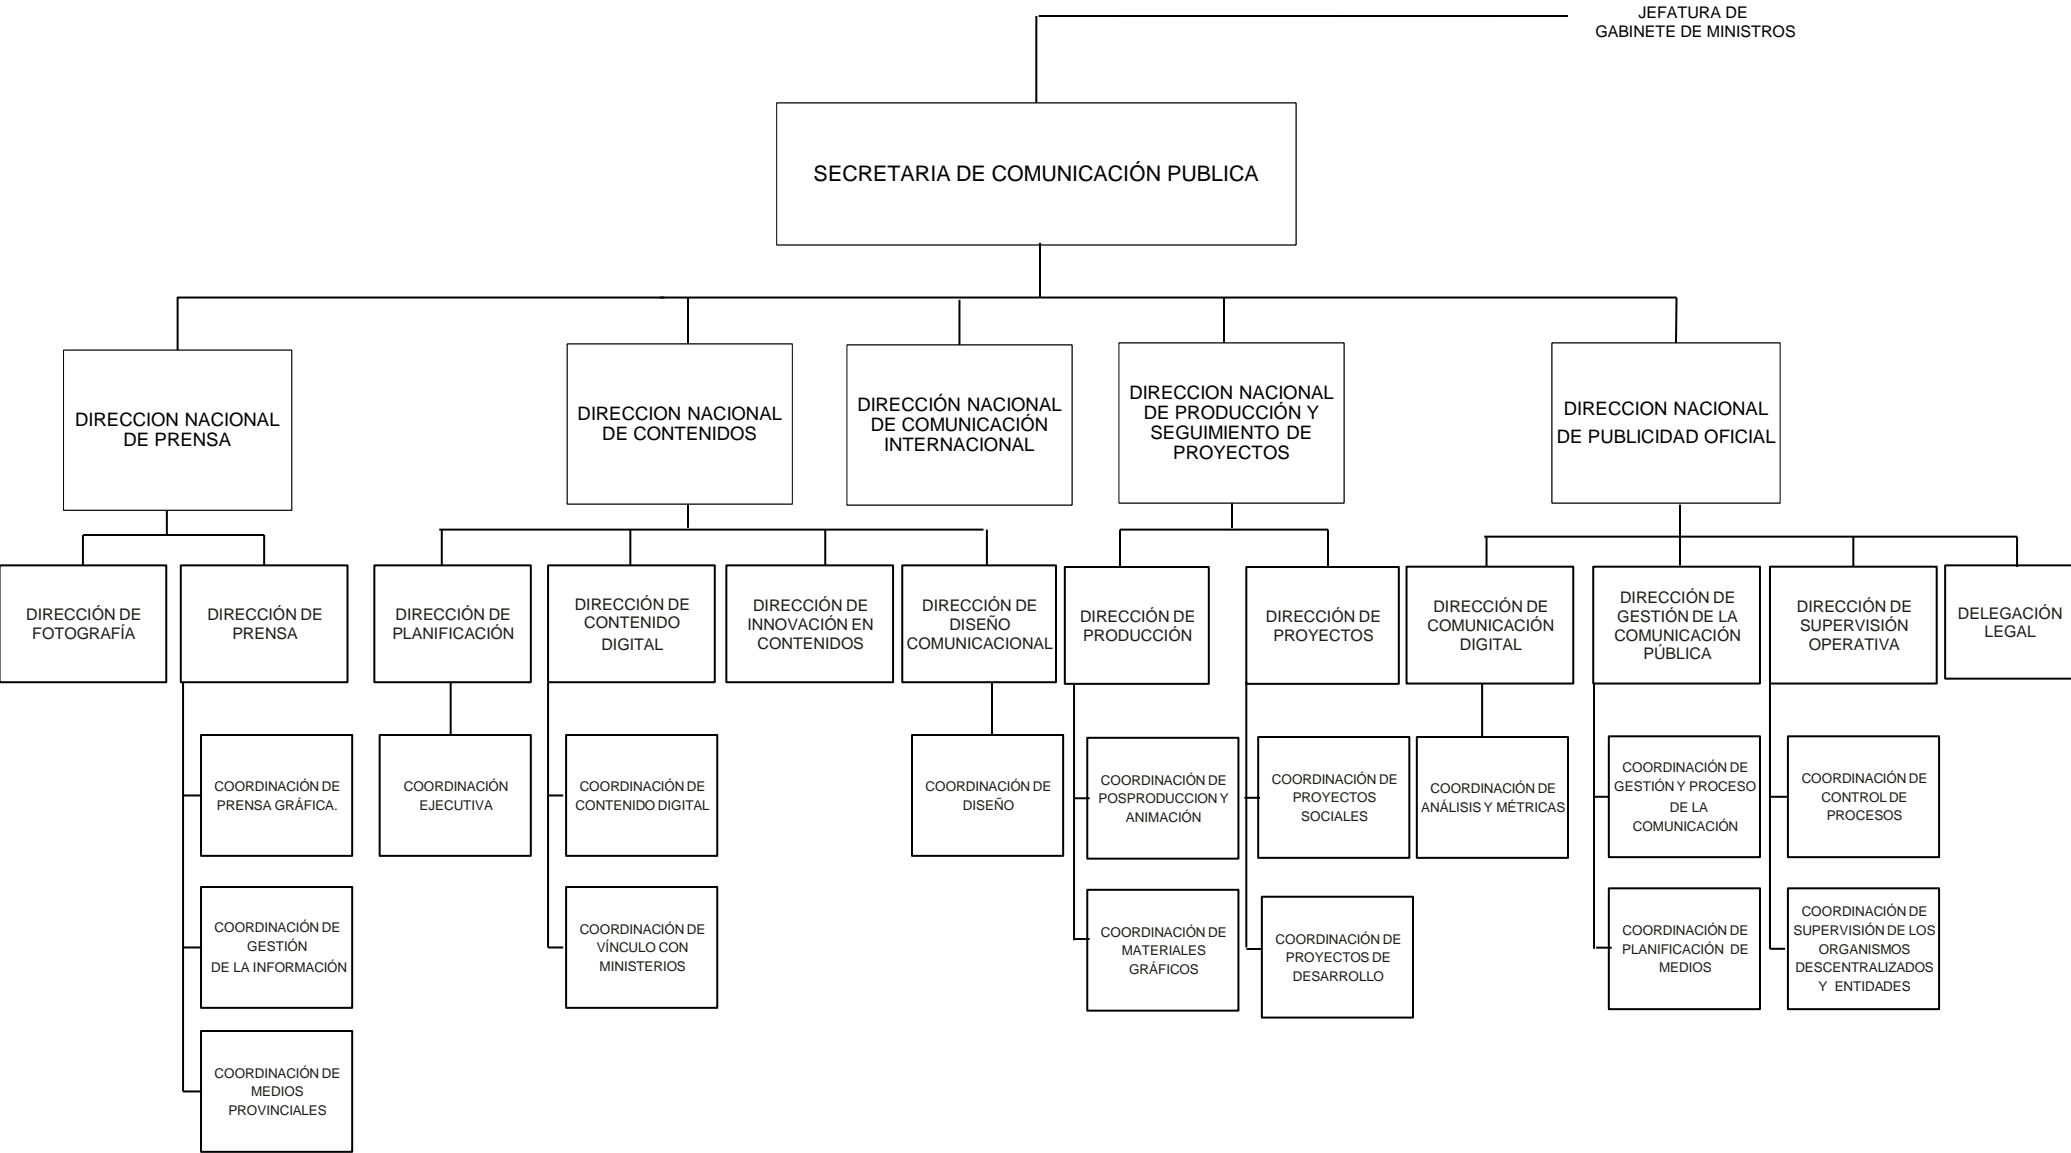 JEFATURA DE
GABINETE DE MINISTROS
SECRETARIA DE COMUNICACIÓN PUBLICA
DIRECCION NACIONAL
DE PRENSA
DIRECCION NACIONAL
DE CONTENIDOS
DIRECCIÓN NACIONAL
DE COMUNICACIÓN
INTERNACIONAL
DIRECCION NACIONAL
DE PRODUCCIÓN Y
SEGUIMIENTO DE
PROYECTOS
DIRECCION NACIONAL
DE PUBLICIDAD OFICIAL
DIRECCIÓN DE
FOTOGRAFÍA
DIRECCIÓN DE
PRENSA
DIRECCIÓN DE
PLANIFICACIÓN
DIRECCIÓN DE
CONTENIDO
DIGITAL
DIRECCIÓN DE
INNOVACIÓN EN
CONTENIDOS
DIRECCIÓN DE
DISEÑO
COMUNICACIONAL
DIRECCIÓN DE
PRODUCCIÓN
DIRECCIÓN DE
PROYECTOS
DIRECCIÓN DE
COMUNICACIÓN
DIGITAL
DIRECCIÓN DE
GESTIÓN DE LA
COMUNICACIÓN
PÚBLICA
DIRECCIÓN DE
SUPERVISIÓN
OPERATIVA
DELEGACIÓN
LEGAL
COORDINACIÓN DE
PRENSA GRÁFICA.
COORDINACIÓN
EJECUTIVA
COORDINACIÓN DE
CONTENIDO DIGITAL
COORDINACIÓN DE
DISEÑO
COORDINACIÓN DE
POSPRODUCCION Y
ANIMACIÓN
COORDINACIÓN DE
PROYECTOS
SOCIALES
COORDINACIÓN DE
ANÁLISIS Y MÉTRICAS
COORDINACIÓN DE
GESTIÓN Y PROCESO
DE LA
COMUNICACIÓN
COORDINACIÓN DE
CONTROL DE
PROCESOS
COORDINACIÓN DE
GESTIÓN
DE LA INFORMACIÓN
COORDINACIÓN DE
VÍNCULO CON
MINISTERIOS
COORDINACIÓN DE
MATERIALES
GRÁFICOS
COORDINACIÓN DE
PROYECTOS DE
DESARROLLO
COORDINACIÓN DE
PLANIFICACIÓN DE
MEDIOS
COORDINACIÓN DE
SUPERVISIÓN DE LOS
ORGANISMOS
DESCENTRALIZADOS
Y ENTIDADES
COORDINACIÓN DE
MEDIOS
PROVINCIALES